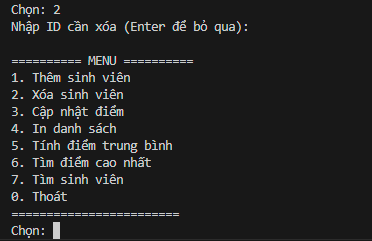 Chọn: 2
Nhập ID cần xóa (Enter để bỏ qua):
========== MENU ==========
1. Thêm sinh viên
2. Xóa sinh viên
3. Cập nhật điểm
4. In danh sách
5. Tính điểm trung bình
6. Tìm điểm cao nhất
7. Tìm sinh viên
0. Thoát
========================
Chọn: